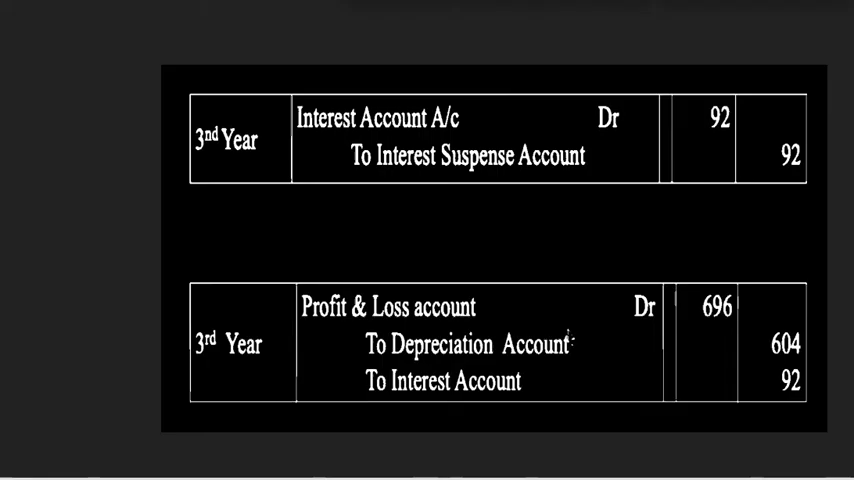 Interest Account A/c Dr 92
3nd Year
To Interest Suspense Account 92
Profit & Loss account Dr 696
3rd Year To Depreciation Account 604
To Interest Account 92